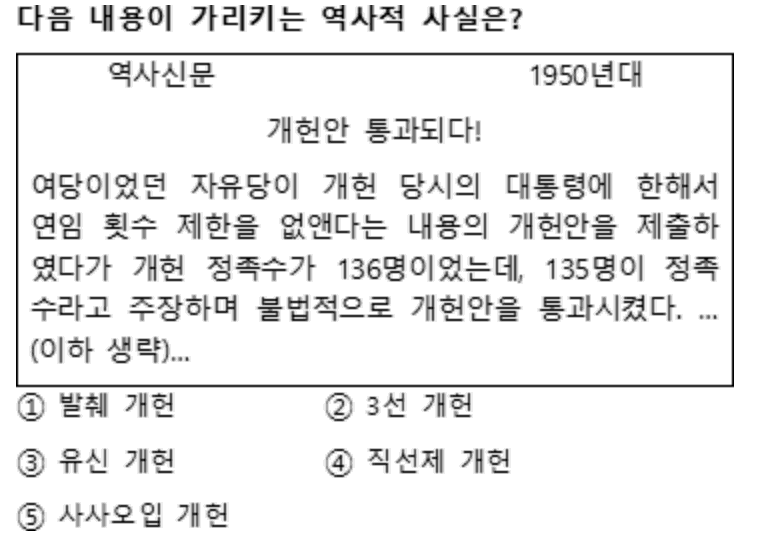 다음 내용이 가리키는 역사적 사실은?
역사신문 1950년대
개헌안 통과되다!
여당이었던 자유당이 개헌 당시의 대통령에 한해서
연임 횟수 제한을 없앤다는 내용의 개헌안을 제출하
였다가 개헌 정족수가 136명이었는데, 135명이 정족
수라고 주장하며 불법적으로 개헌안을 통과시켰다. ...
(이하 생략)...
① 발췌 개헌 ② 3선 개헌
③ 유신 개헌 ④ 직선제 개헌
⑤ 사사오입 개헌